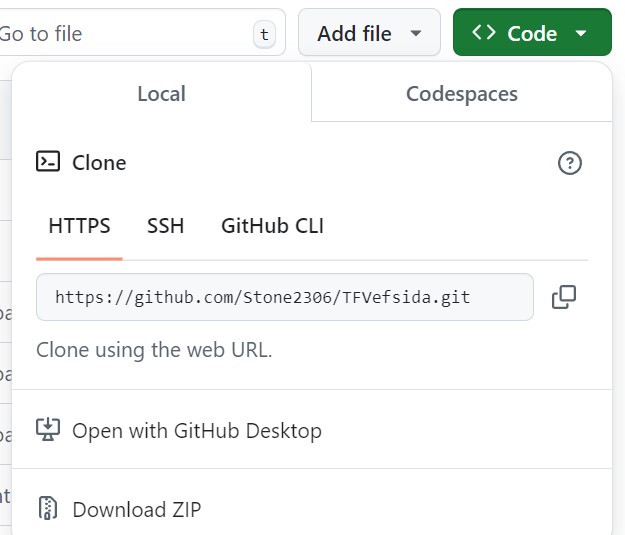 Go to file t Add file Code
Local Codespaces
Clone
HTTPS SSH GitHub CLI
https://github.com/Stone2306/TFVefsida.git
Clone using the web URL.
Open with GitHub Desktop
Download ZIP